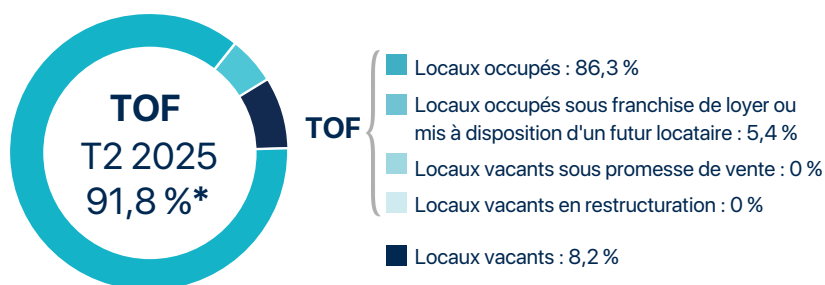 TOF
T2 2025
91,8 %*
TOF
Locaux occupés : 86,3 %
Locaux occupés sous franchise de loyer ou
mis à disposition d'un futur locataire : 5,4 %
Locaux vacants sous promesse de vente : 0 %
Locaux vacants en restructuration : 0 %
Locaux vacants : 8,2 %